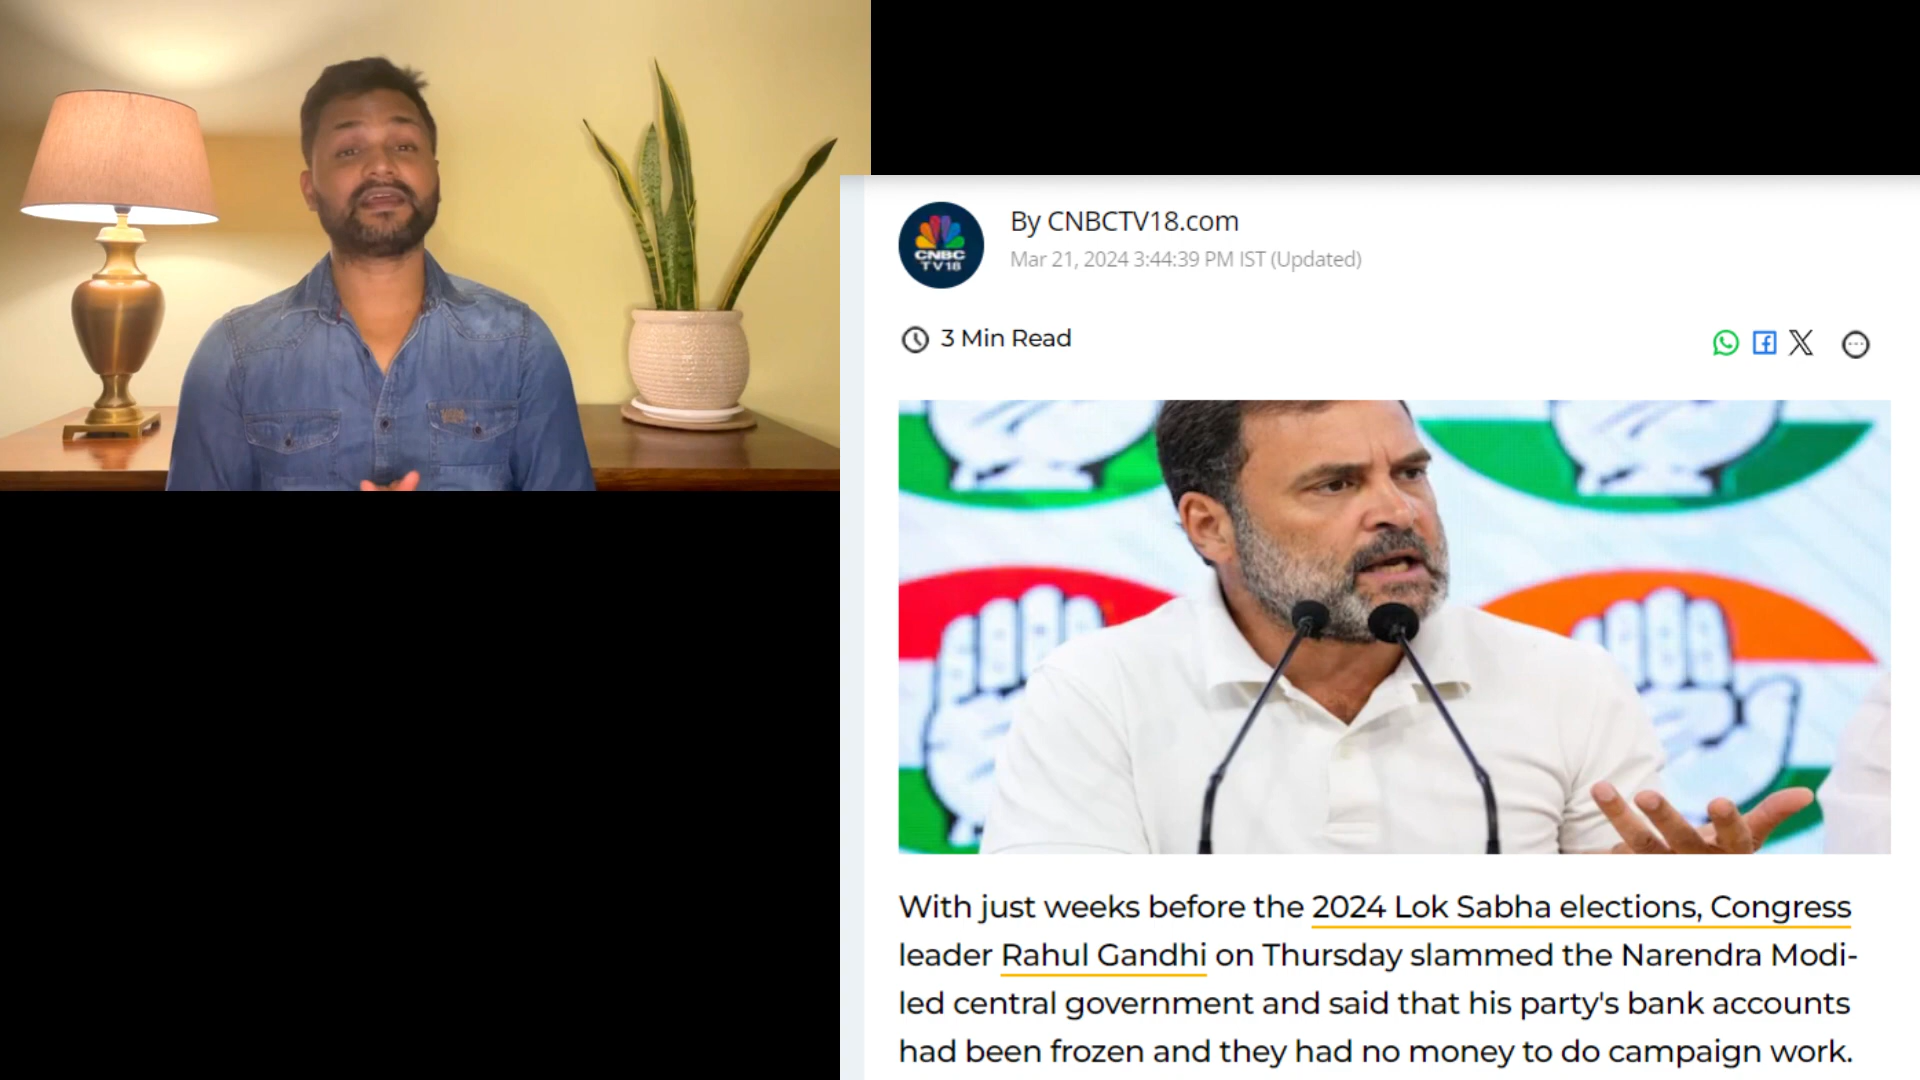 CNBC
TV18
By CNBCTV18.com
Mar 21, 2024 3:44:39 PM IST (Updated)
3 Min Read
With just weeks before the 2024 Lok Sabha elections, Congress
leader Rahul Gandhi on Thursday slammed the Narendra Modi-
led central government and said that his party's bank accounts
had been frozen and they had no money to do campaign work.